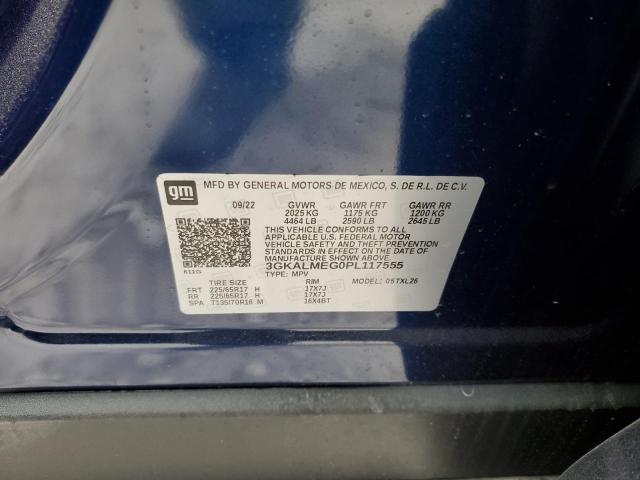 gm MFD BY GENERAL MOTORS DE MEXICO, S. DE R.L. DE C.V.
09/22 GVWR GAWR FRT GAWR RR
2025 KG 1175 KG 1200 KG
4464 LB 2590 LB 2645 LB
THIS VEHICLE CONFORMS TO ALL
APPLICABLE U.S. FEDERAL MOTOR
VEHICLE SAFETY, BUMPER, AND THEFT
PREVENTION STANDARDS IN EFFECT ON THE DATE OF
MANUFACTURE SHOWN ABOVE.
3GKALMEG0PL117555
611G TYPE: MPV MODEL: 05TXL26
TIRE SIZE RIM
FRT 225/65R17 H 17X7J
RR 225/65R17 H 17X7J
SPA T135/70R16 M 16X4BT